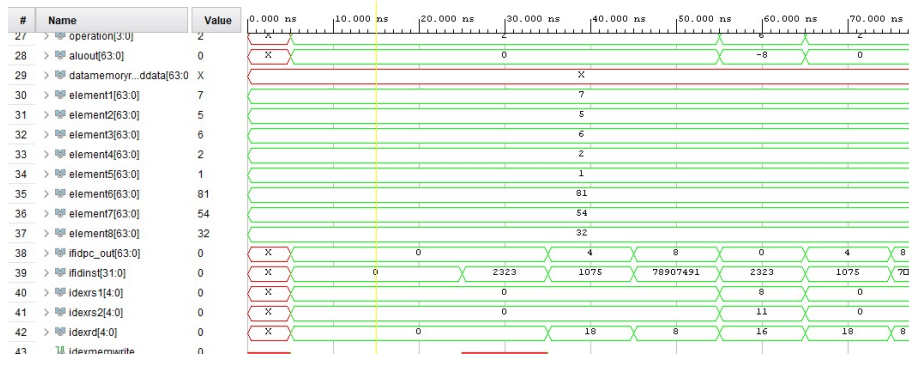 # Name Value 0.000 ns 10.000 ns 20.000 ns 30.000 ns 40.000 ns 50.000 ns 60.000 ns 70.000 ns
27 operation[3:0] 2 X 2 6 2
28 aluout[63:0] 0 X 0 -8 0
29 datamemoryr...ddata[63:0 X X
30 element1[63:0] 7 7
31 element2[63:0] 5 5
32 element3[63:0] 6 6
33 element4[63:0] 2 2
34 element5[63:0] 1 1
35 element6[63:0] 81 81
36 element7[63:0] 54 54
37 element8[63:0] 32 32
38 ifidpc_out[63:0] 0 X 0 4 8 0 4 8
39 ifidinst[31:0] 0 X 0 2323 1075 78907491 2323 1075
40 idexrs1[4:0] 0 X 0 8 0
41 idexrs2[4:0] 0 X 0 11 0
42 idexrd[4:0] 0 X 0 18 8 16 18 8
43 idexmemwrite 0